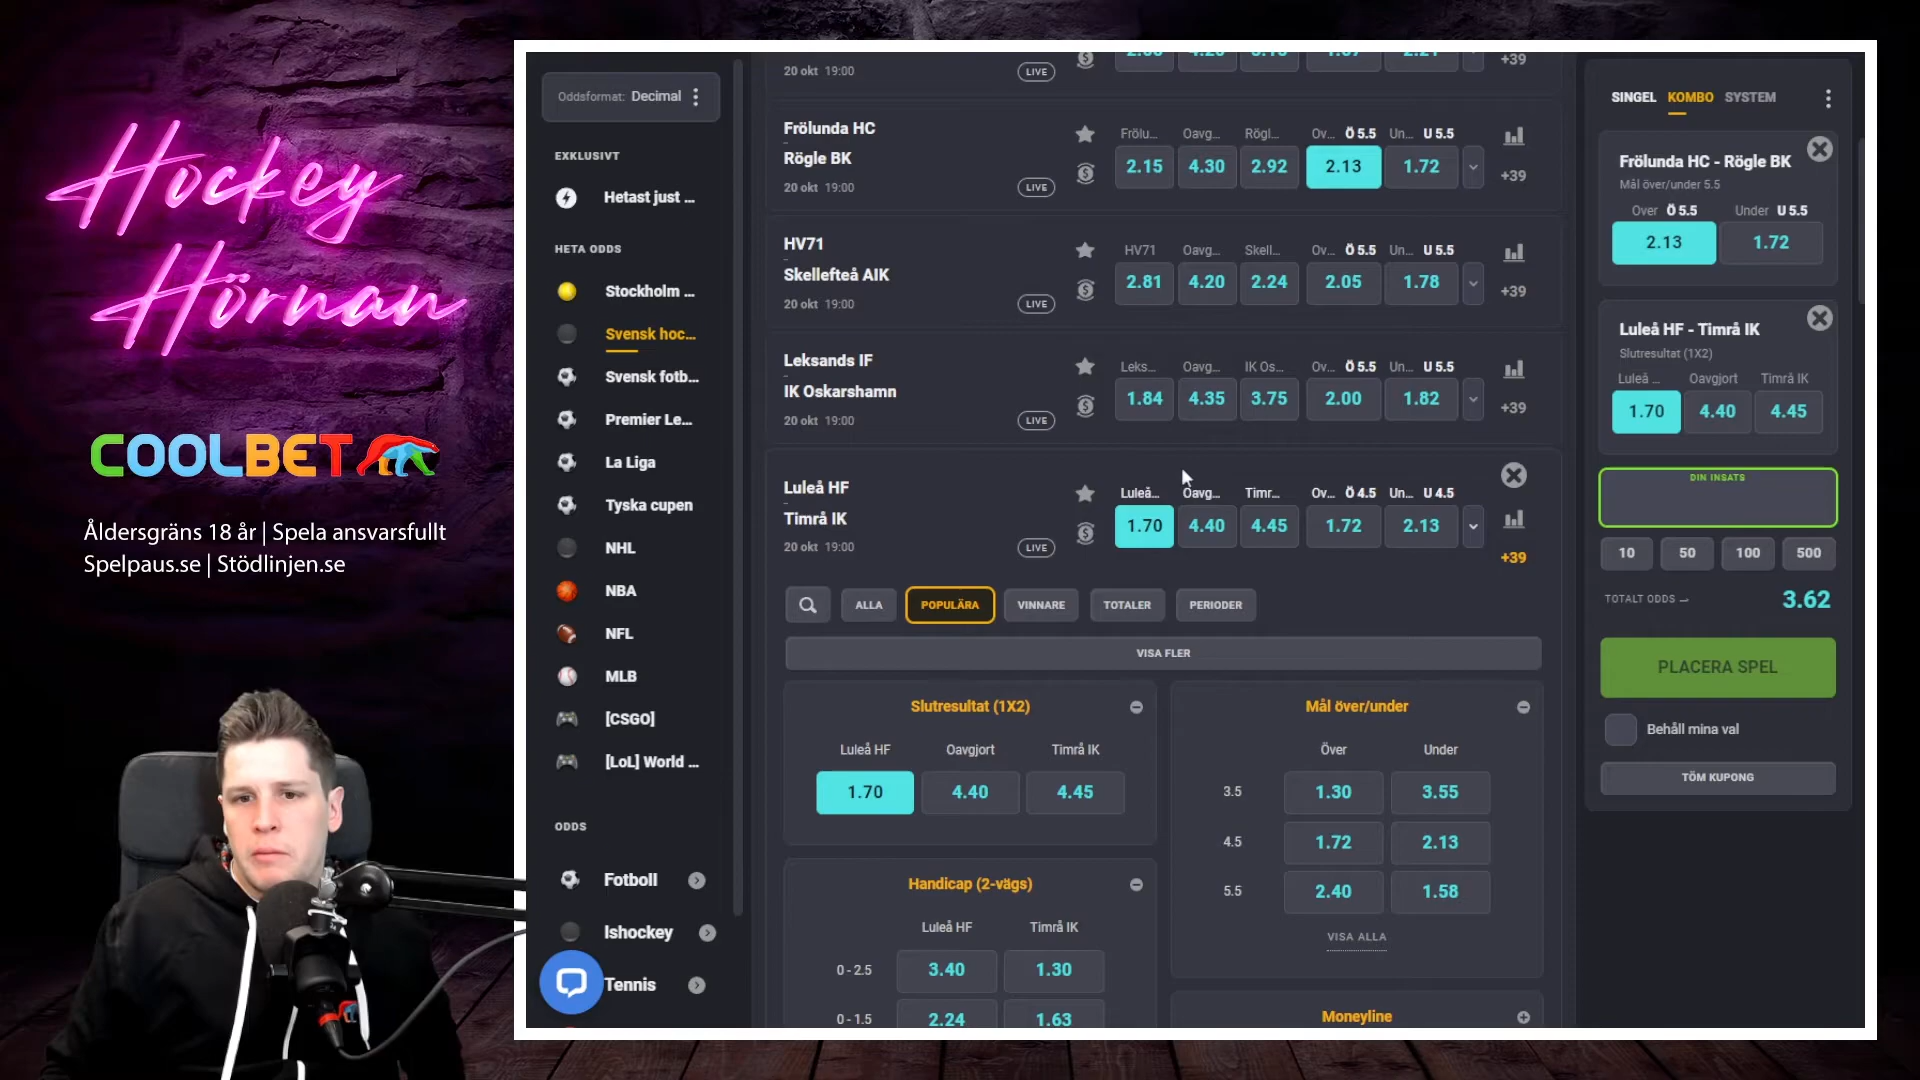 Hockey
Hörnan
COOLBET
Åldersgräns 18 år | Spela ansvarsfullt
Spelpaus.se | Stödlinjen.se
Oddsformat: Decimal
EXKLUSIVT
Hetast just ...
HETA ODDS
Stockholm ...
Svensk hoc...
Svensk fotb...
Premier Le...
La Liga
Tyska cupen
NHL
NBA
NFL
MLB
[CSGO]
[LoL] World ...
ODDS
Fotboll
Ishockey
Tennis
20 okt 19:00
LIVE
+39
Frölunda HC
Rögle BK
20 okt 19:00
LIVE
Frölu... Oavg... Rögl... Ov... Ö 5.5 Un... U 5.5
2.15 4.30 2.92 2.13 1.72
+39
HV71
Skellefteå AIK
20 okt 19:00
LIVE
HV71 Oavg... Skell... Ov... Ö 5.5 Un... U 5.5
2.81 4.20 2.24 2.05 1.78
+39
Leksands IF
IK Oskarshamn
20 okt 19:00
LIVE
Leks... Oavg... IK Os... Ov... Ö 5.5 Un... U 5.5
1.84 4.35 3.75 2.00 1.82
+39
Luleå HF
Timrå IK
20 okt 19:00
LIVE
Luleå... Oavg... Timr... Ov... Ö 4.5 Un... U 4.5
1.70 4.40 4.45 1.72 2.13
+39
ALLA POPULÄRA VINNARE TOTALER PERIODER
VISA FLER
Slutresultat (1X2)
Luleå HF Oavgjort Timrå IK
1.70 4.40 4.45
Handicap (2-vägs)
Luleå HF Timrå IK
0 - 2.5 3.40 1.30
0 - 1.5 2.24 1.63
Mål över/under
Över Under
3.5 1.30 3.55
4.5 1.72 2.13
5.5 2.40 1.58
VISA ALLA
Moneyline
SINGEL KOMBO SYSTEM
Frölunda HC - Rögle BK
Mål över/under 5.5
Over Ö 5.5 Under U 5.5
2.13 1.72
Luleå HF - Timrå IK
Slutresultat (1X2)
Luleå ... Oavgjort Timrå IK
1.70 4.40 4.45
DIN INSATS
10 50 100 500
TOTALT ODDS 3.62
PLACERA SPEL
Behåll mina val
TÖM KUPONG